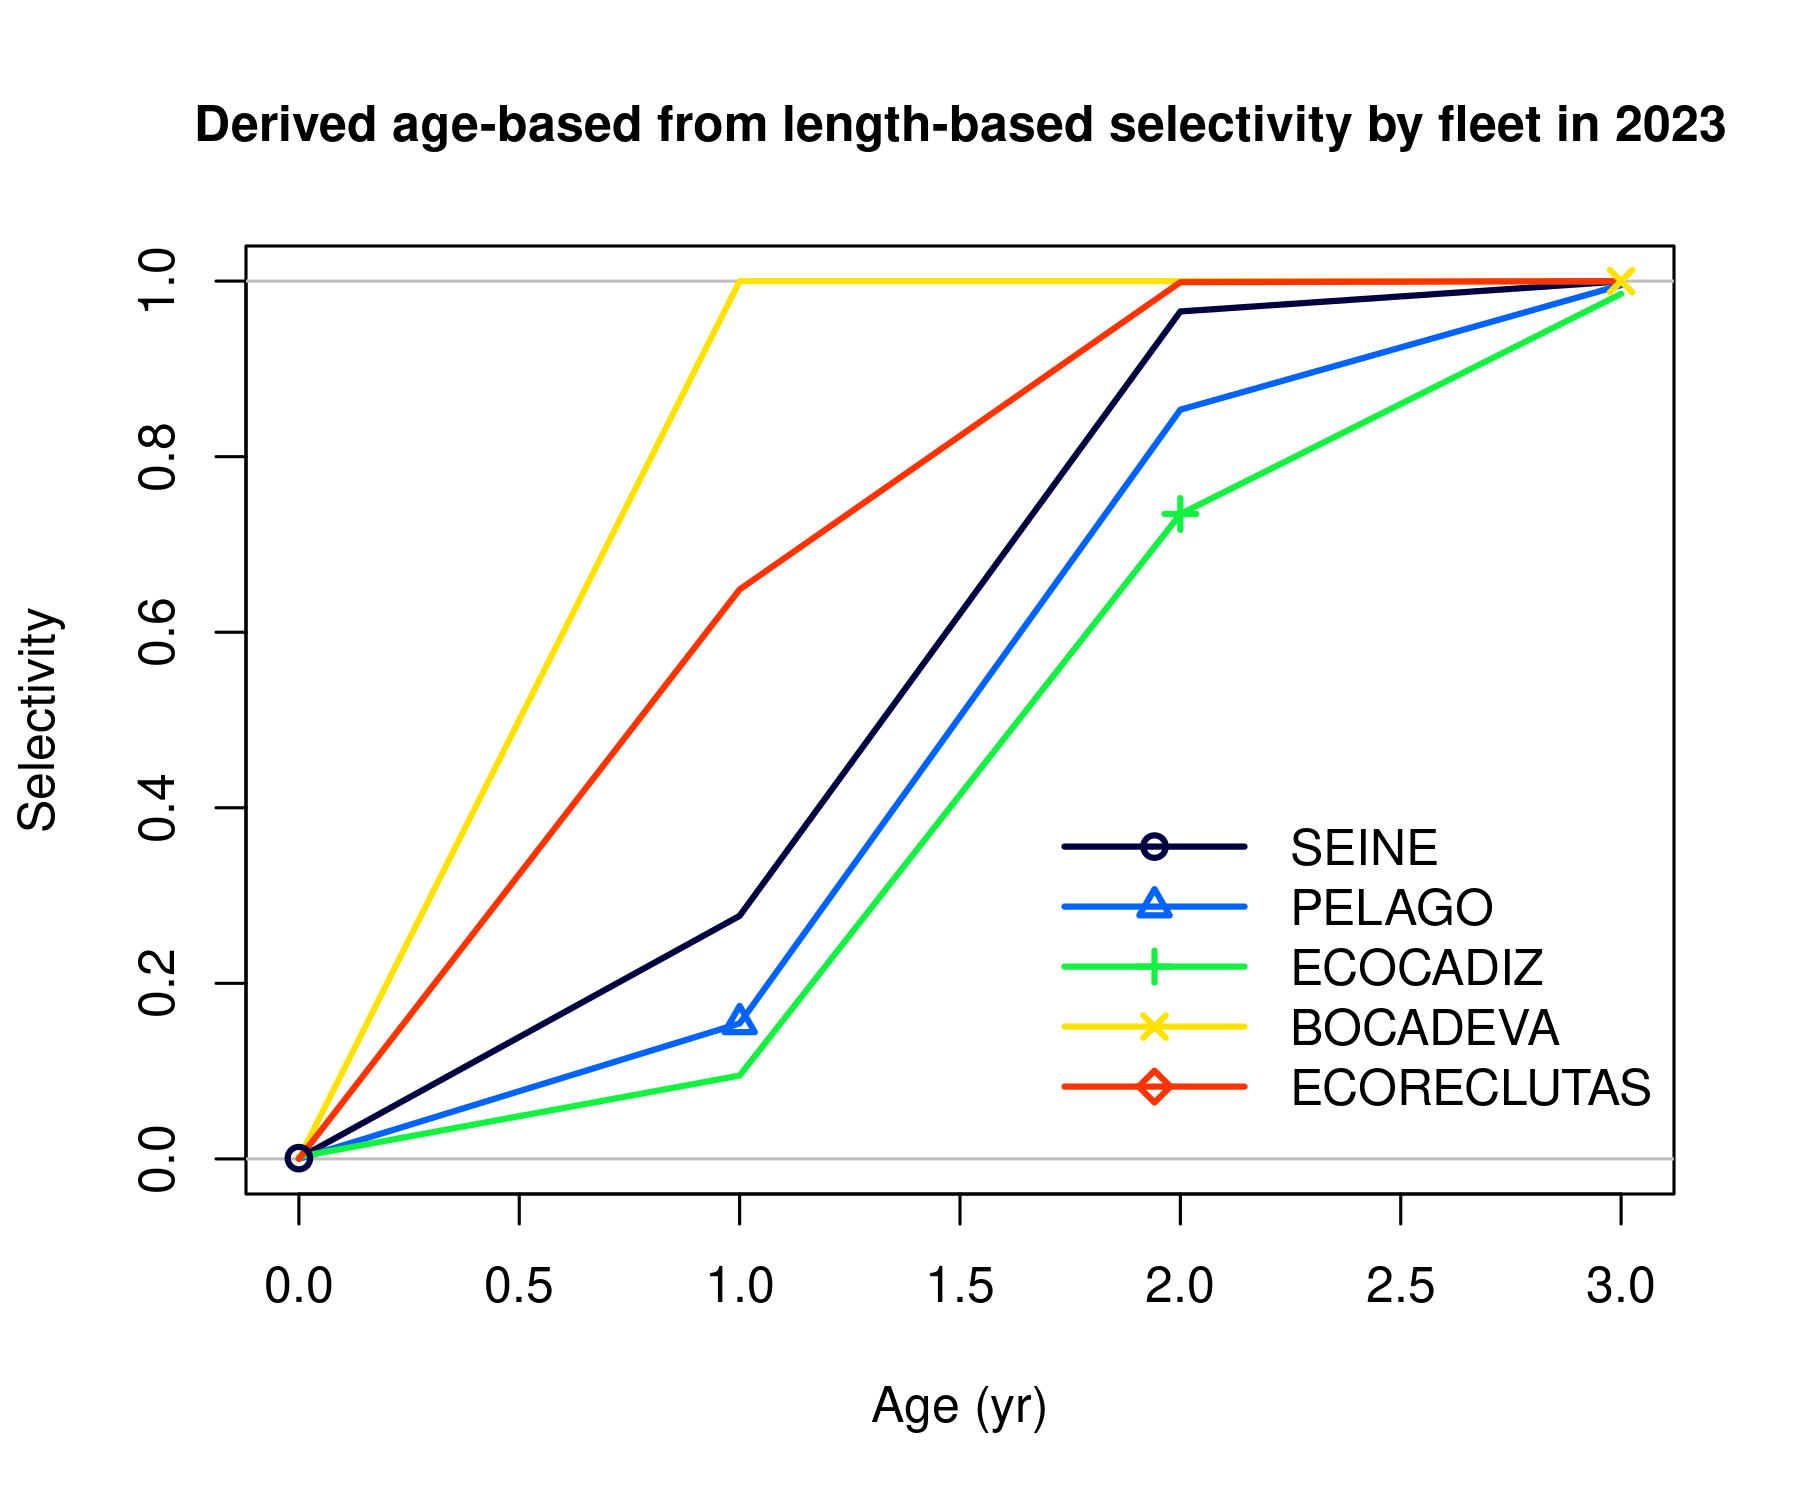 Derived age-based from length-based selectivity by fleet in 2023
Selectivity
1.0
0.8
0.6
0.4
0.2
0.0
SEINE
PELAGO
ECOCADIZ
BOCADEVA
ECORECLUTAS
0.0 0.5 1.0 1.5 2.0 2.5 3.0
Age (yr)